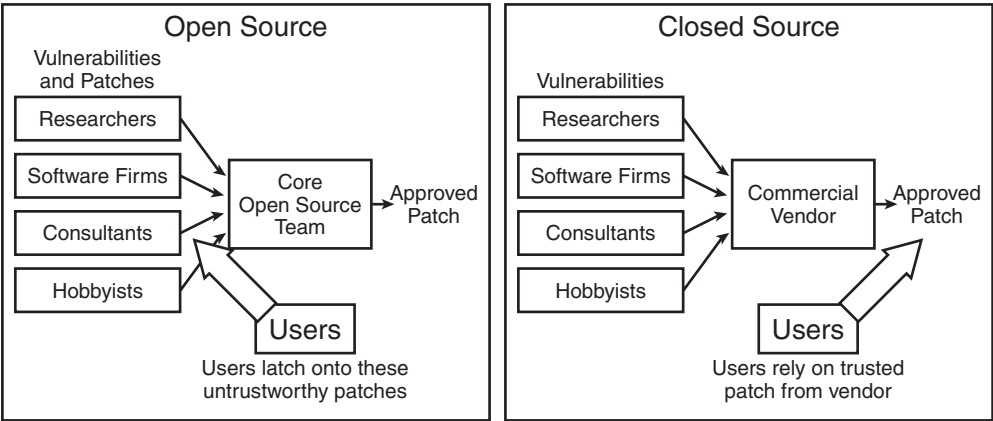 Open Source
Vulnerabilities
and Patches
Researchers
Software Firms
Consultants
Hobbyists
Core
Open Source
Team
Approved
Patch
Users
Users latch onto these
untrustworthy patches
Closed Source
Vulnerabilities
Researchers
Software Firms
Consultants
Hobbyists
Commercial
Vendor
Approved
Patch
Users
Users rely on trusted
patch from vendor